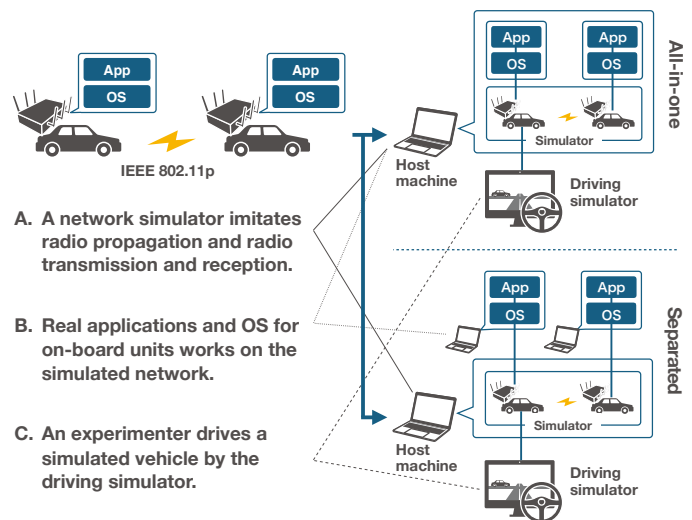 App
OS
App
OS
IEEE 802.11p
A. A network simulator imitates
radio propagation and radio
transmission and reception.
B. Real applications and OS for
on-board units works on the
simulated network.
C. An experimenter drives a
simulated vehicle by the
driving simulator.
All-in-one
App
OS
App
OS
Simulator
Host
machine
Driving
simulator
Separated
App
OS
App
OS
Simulator
Host
machine
Driving
simulator